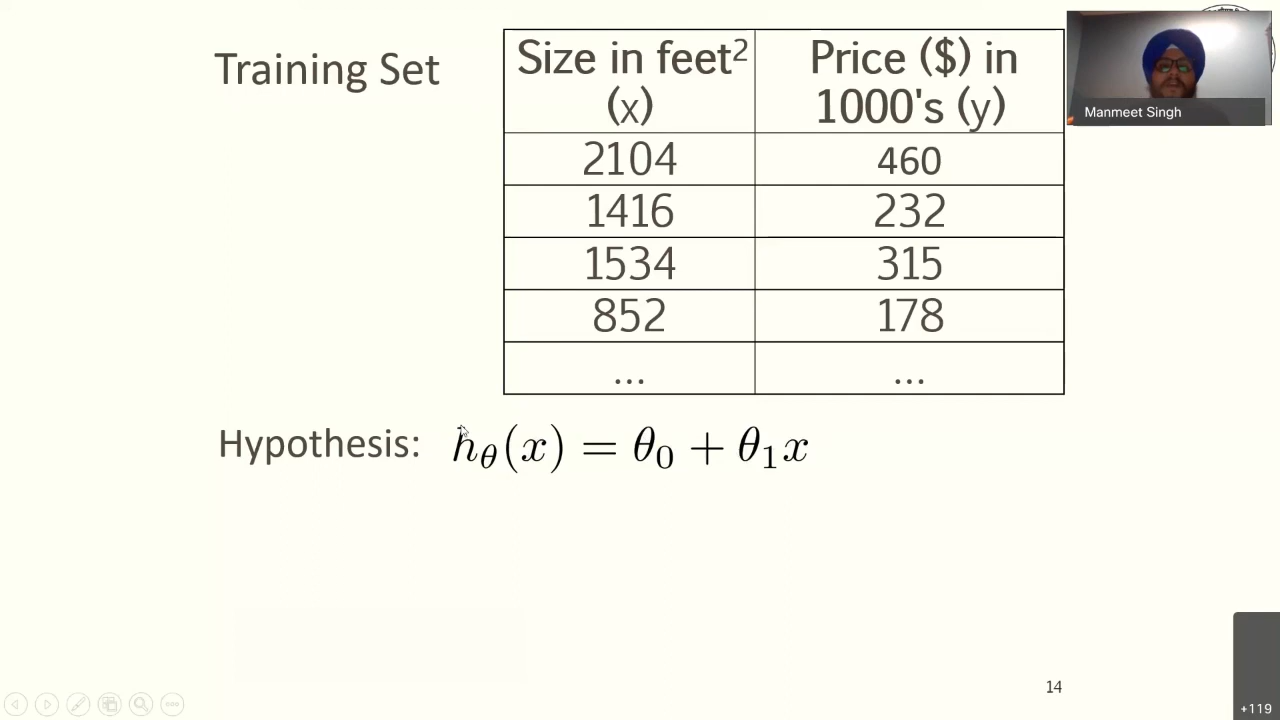 Training Set
Size in feet² (x)
Price ($) in 1000's (y)
2104 460
1416 232
1534 315
852 178
... ...
Hypothesis: hθ(x) = θ₀ + θ₁x
14
Manmeet Singh
+119